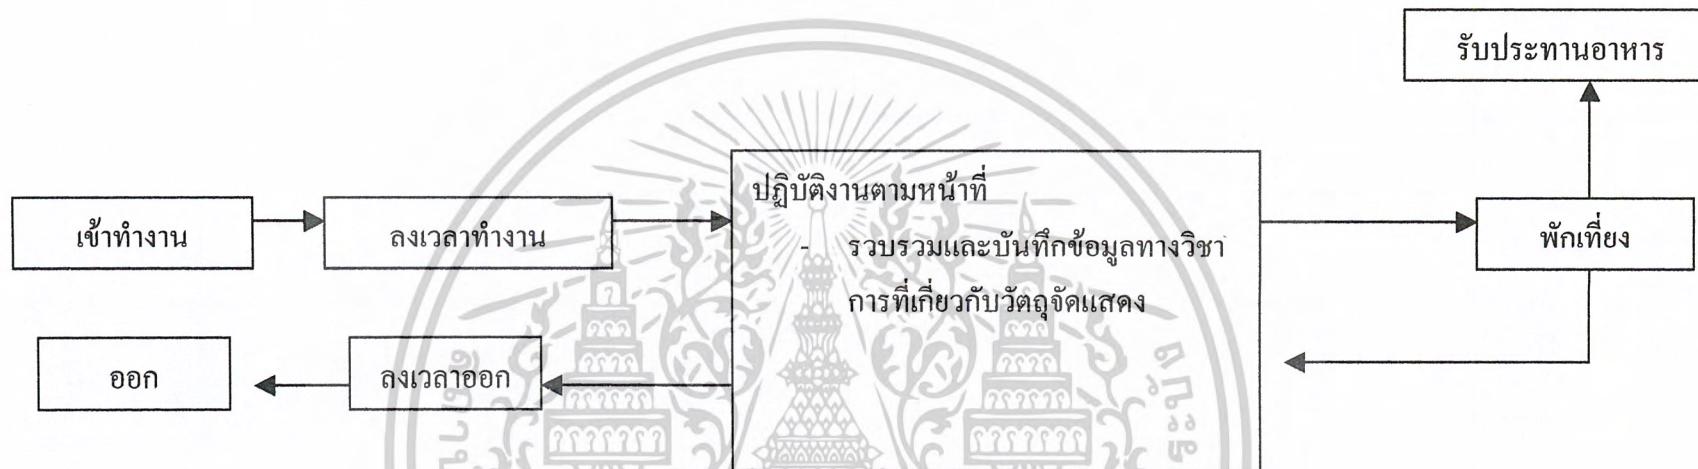 รับประทานอาหาร
เข้าทำงาน
ลงเวลาทำงาน
ปฏิบัติงานตามหน้าที่
- รวบรวมและบันทึกข้อมูลทางวิชา
การที่เกี่ยวกับวัตถุจัดแสดง
พักเที่ยง
ออก
ลงเวลาออก